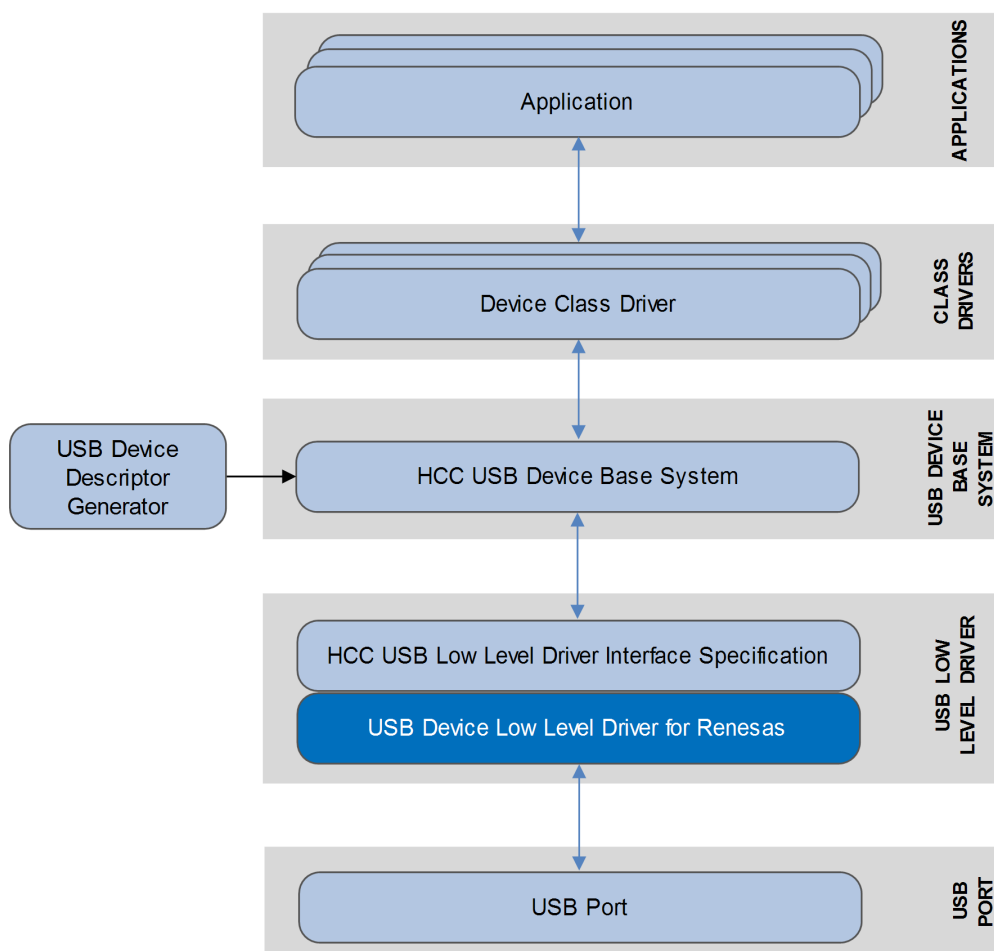 Application
APPLICATIONS
Device Class Driver
CLASS
DRIVERS
USB Device
Descriptor
Generator
HCC USB Device Base System
USB DEVICE
BASE
SYSTEM
HCC USB Low Level Driver Interface Specification
USB Device Low Level Driver for Renesas
USB LOW
LEVEL DRIVER
USB Port
USB
PORT